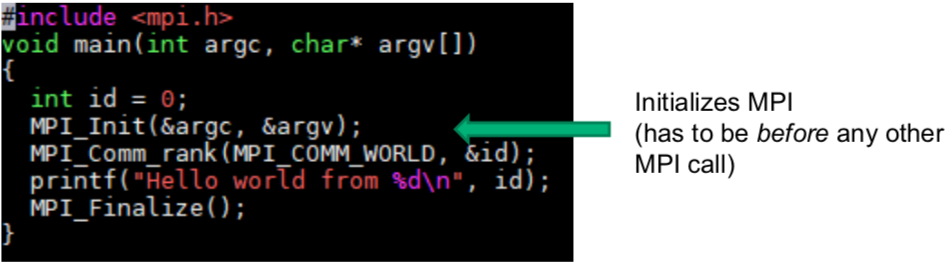 #include <mpi.h>
void main(int argc, char* argv[])
{
int id = 0;
MPI_Init(&argc, &argv);
MPI_Comm_rank(MPI_COMM_WORLD, &id);
printf("Hello world from %d\n", id);
MPI_Finalize();
}
Initializes MPI
(has to be before any other
MPI call)